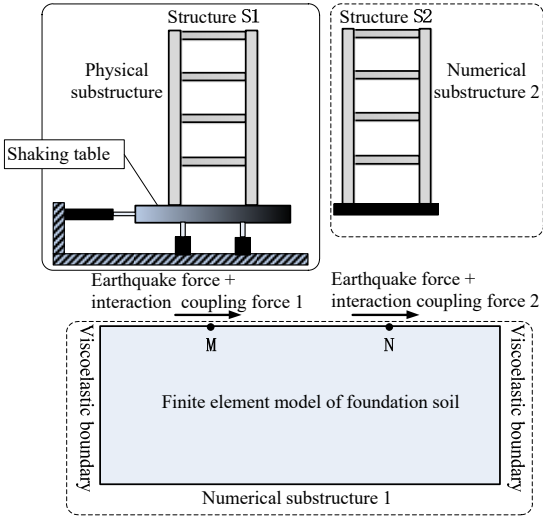 Structure S1
Physical
substructure
Shaking table
Structure S2
Numerical
substructure 2
Earthquake force +
interaction coupling force 1
Earthquake force +
interaction coupling force 2
M
N
Viscoelastic boundary
Finite element model of foundation soil
Viscoelastic boundary
Numerical substructure 1